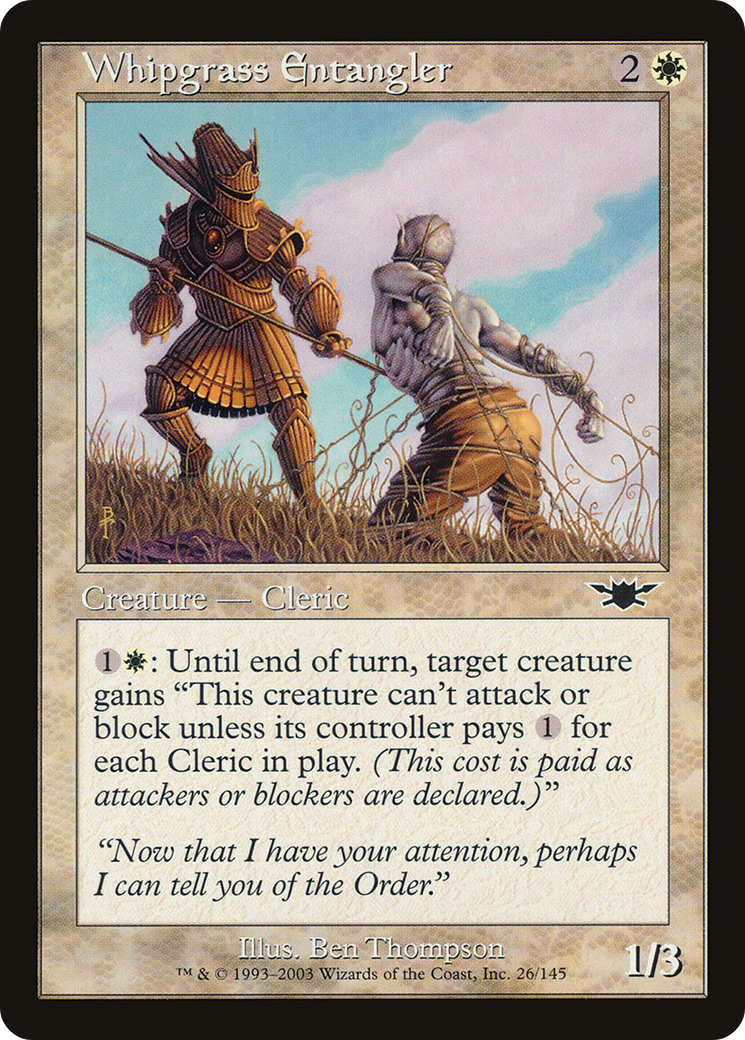 Whipgrass Entangler 2
Creature — Cleric
1: Until end of turn, target creature
gains “This creature can't attack or
block unless its controller pays 1 for
each Cleric in play. (This cost is paid as
attackers or blockers are declared.)”
“Now that I have your attention, perhaps
I can tell you of the Order.”
Illus. Ben Thompson
™ & © 1993–2003 Wizards of the Coast, Inc. 26/145
1/3